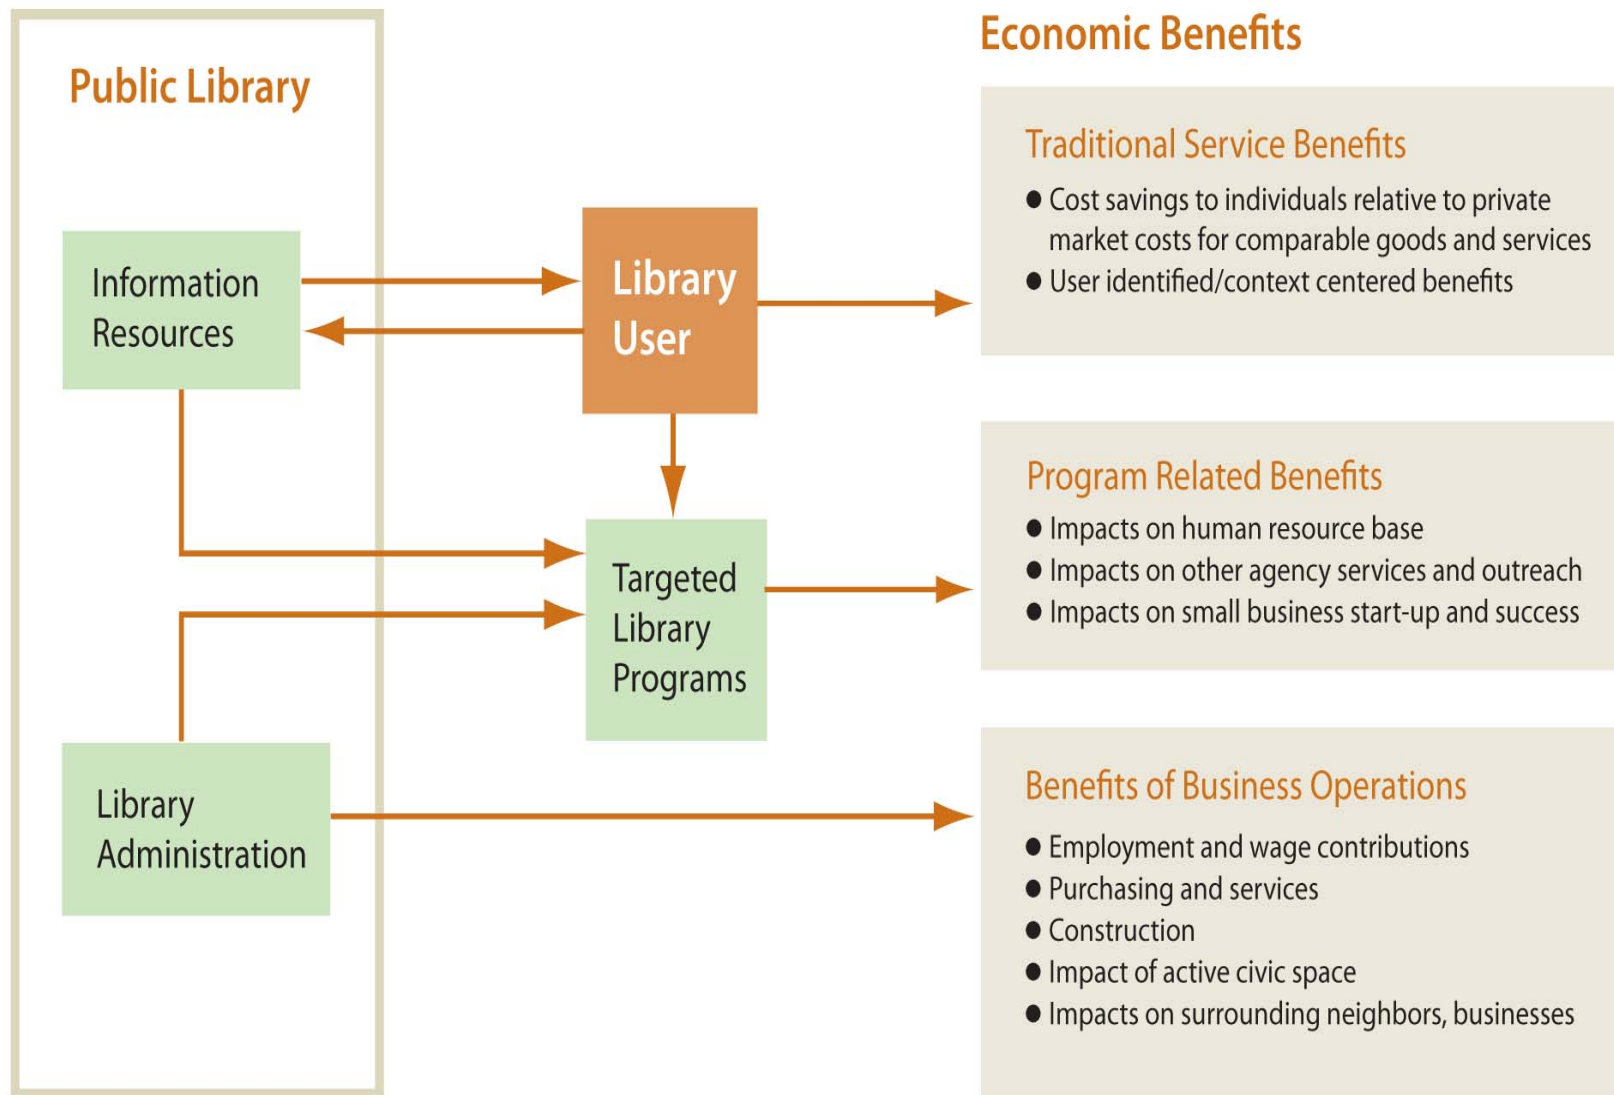 Public Library
Information
Resources
Library
Administration
Library
User
Targeted
Library
Programs
Economic Benefits
Traditional Service Benefits
● Cost savings to individuals relative to private
market costs for comparable goods and services
● User identified/context centered benefits
Program Related Benefits
● Impacts on human resource base
● Impacts on other agency services and outreach
● Impacts on small business start-up and success
Benefits of Business Operations
● Employment and wage contributions
● Purchasing and services
● Construction
● Impact of active civic space
● Impacts on surrounding neighbors, businesses